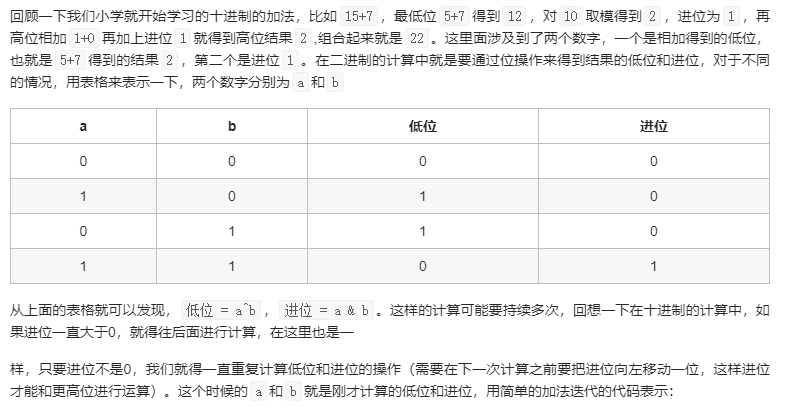 回顾一下我们小学就开始学习的十进制的加法，比如 15+7 ，最低位 5+7 得到 12 ，对 10 取模得到 2 ，进位为 1 ，再
高位相加 1+0 再加上进位 1 就得到高位结果 2 ,组合起来就是 22 。这里面涉及到了两个数字，一个是相加得到的低位，
也就是 5+7 得到的结果 2 ，第二个是进位 1 。在二进制的计算中就是要通过位操作来得到结果的低位和进位，对于不同
的情况，用表格来表示一下，两个数字分别为 a 和 b
a b 低位 进位
0 0 0 0
1 0 1 0
0 1 1 0
1 1 0 1
从上面的表格就可以发现， 低位 = a^b ， 进位 = a & b 。这样的计算可能要持续多次，回想一下在十进制的计算中，如
果进位一直大于0，就得往后面进行计算，在这里也是一
样，只要进位不是0，我们就得一直重复计算低位和进位的操作（需要在下一次计算之前要把进位向左移动一位，这样进位
才能和更高位进行运算）。这个时候的 a 和 b 就是刚才计算的低位和进位，用简单的加法迭代的代码表示：